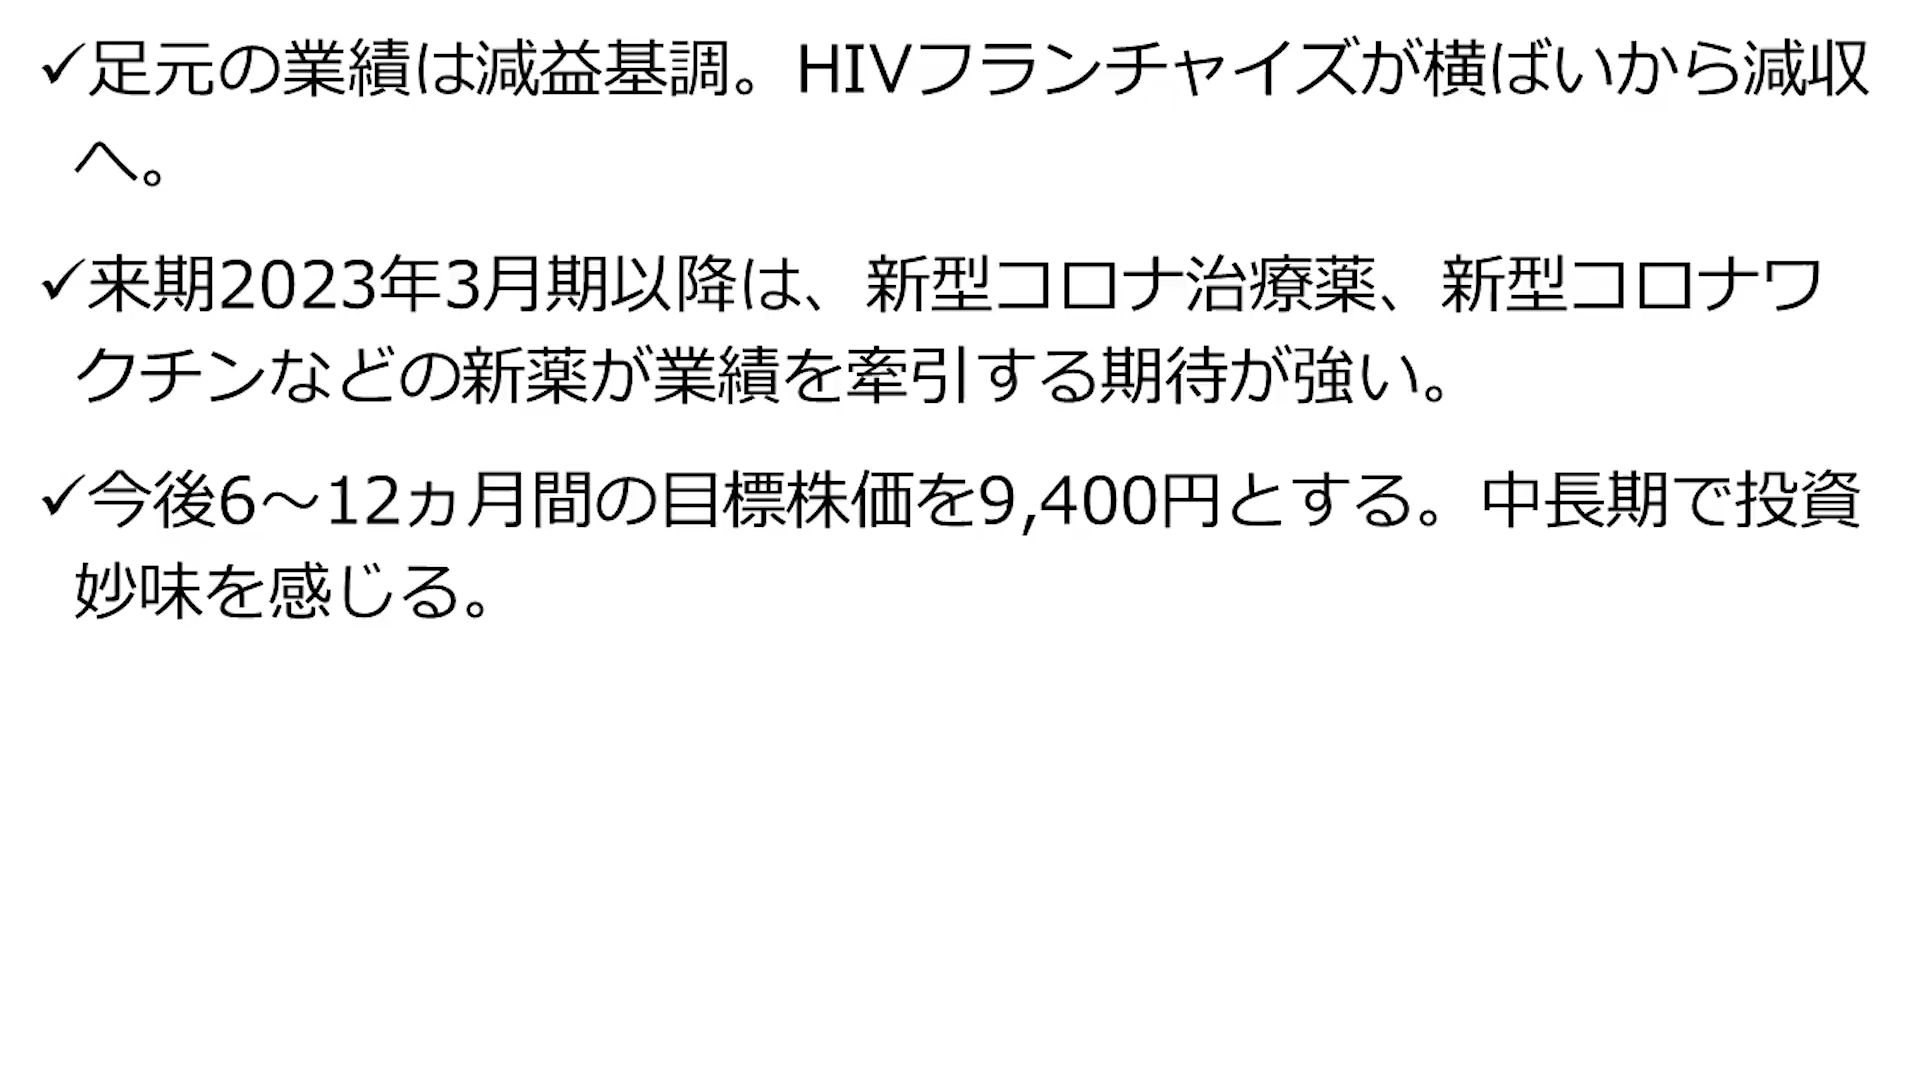 ✓足元の業績は減益基調。HIVフランチャイズが横ばいから減収
へ。
✓来期2023年3月期以降は、新型コロナ治療薬、新型コロナワ
クチンなどの新薬が業績を牽引する期待が強い。
✓今後6～12ヵ月間の目標株価を9,400円とする。中長期で投資
妙味を感じる。